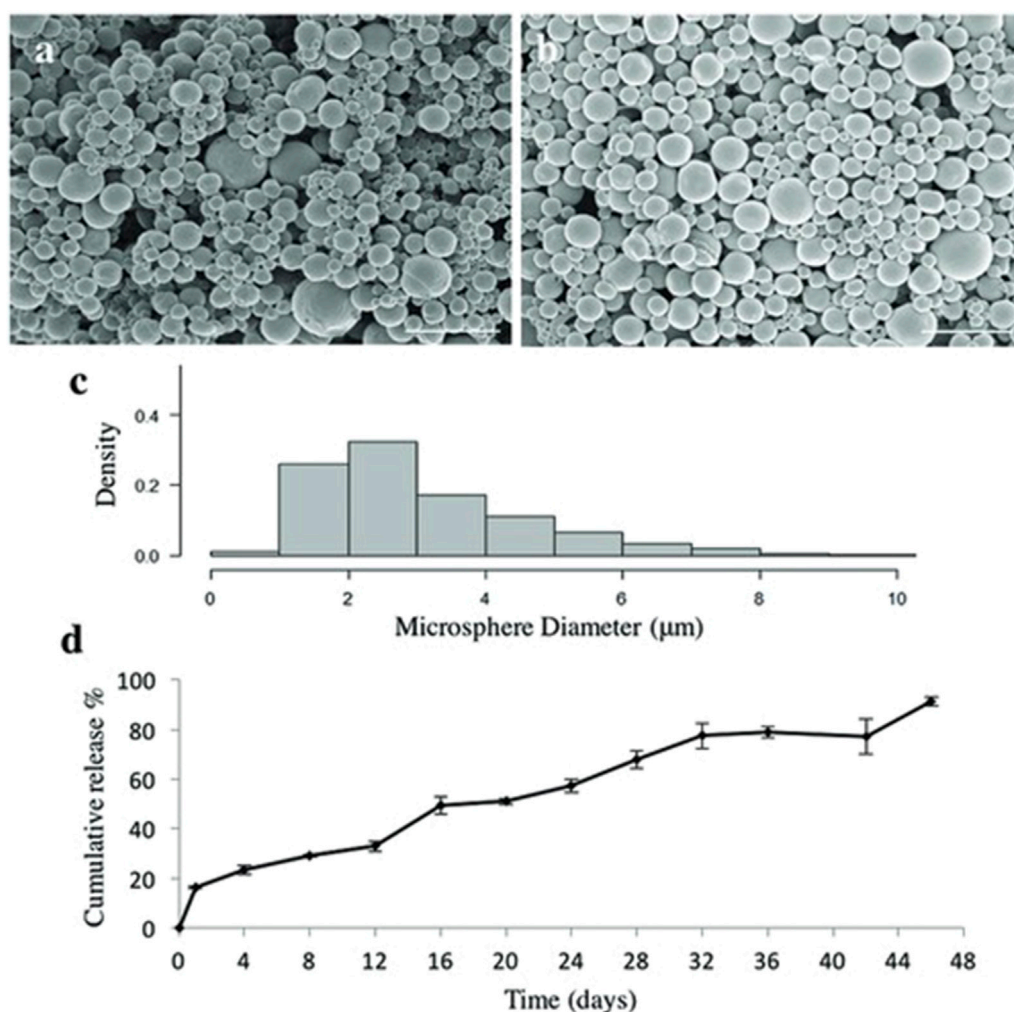 a
b
c
Density
0.4
0.2
0.0
0 2 4 6 8 10
Microsphere Diameter (μm)
d
Cumulative release %
100
80
60
40
20
0
0 4 8 12 16 20 24 28 32 36 40 44 48
Time (days)